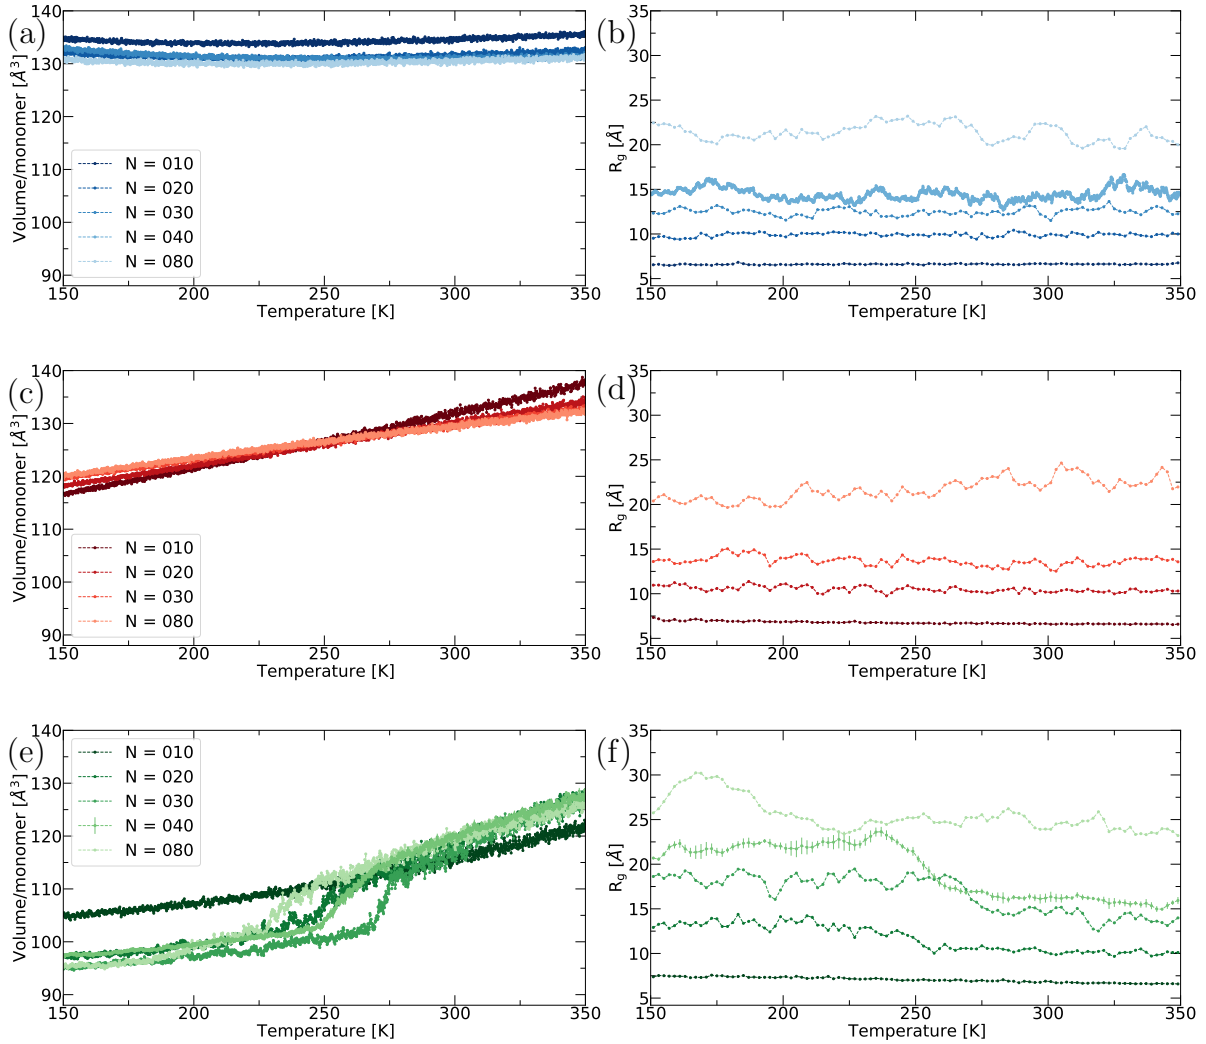 (a)
140
130
120
110
100
90
Volume/monomer [Å³]
N = 010
N = 020
N = 030
N = 040
N = 080
150 200 250 300 350
Temperature [K]
(b)
35
30
25
20
15
10
5
R_g [Å]
150 200 250 300 350
Temperature [K]
(c)
140
130
120
110
100
90
Volume/monomer [Å³]
N = 010
N = 020
N = 030
N = 080
150 200 250 300 350
Temperature [K]
(d)
35
30
25
20
15
10
5
R_g [Å]
150 200 250 300 350
Temperature [K]
(e)
140
130
120
110
100
90
Volume/monomer [Å³]
N = 010
N = 020
N = 030
N = 040
N = 080
150 200 250 300 350
Temperature [K]
(f)
35
30
25
20
15
10
5
R_g [Å]
150 200 250 300 350
Temperature [K]